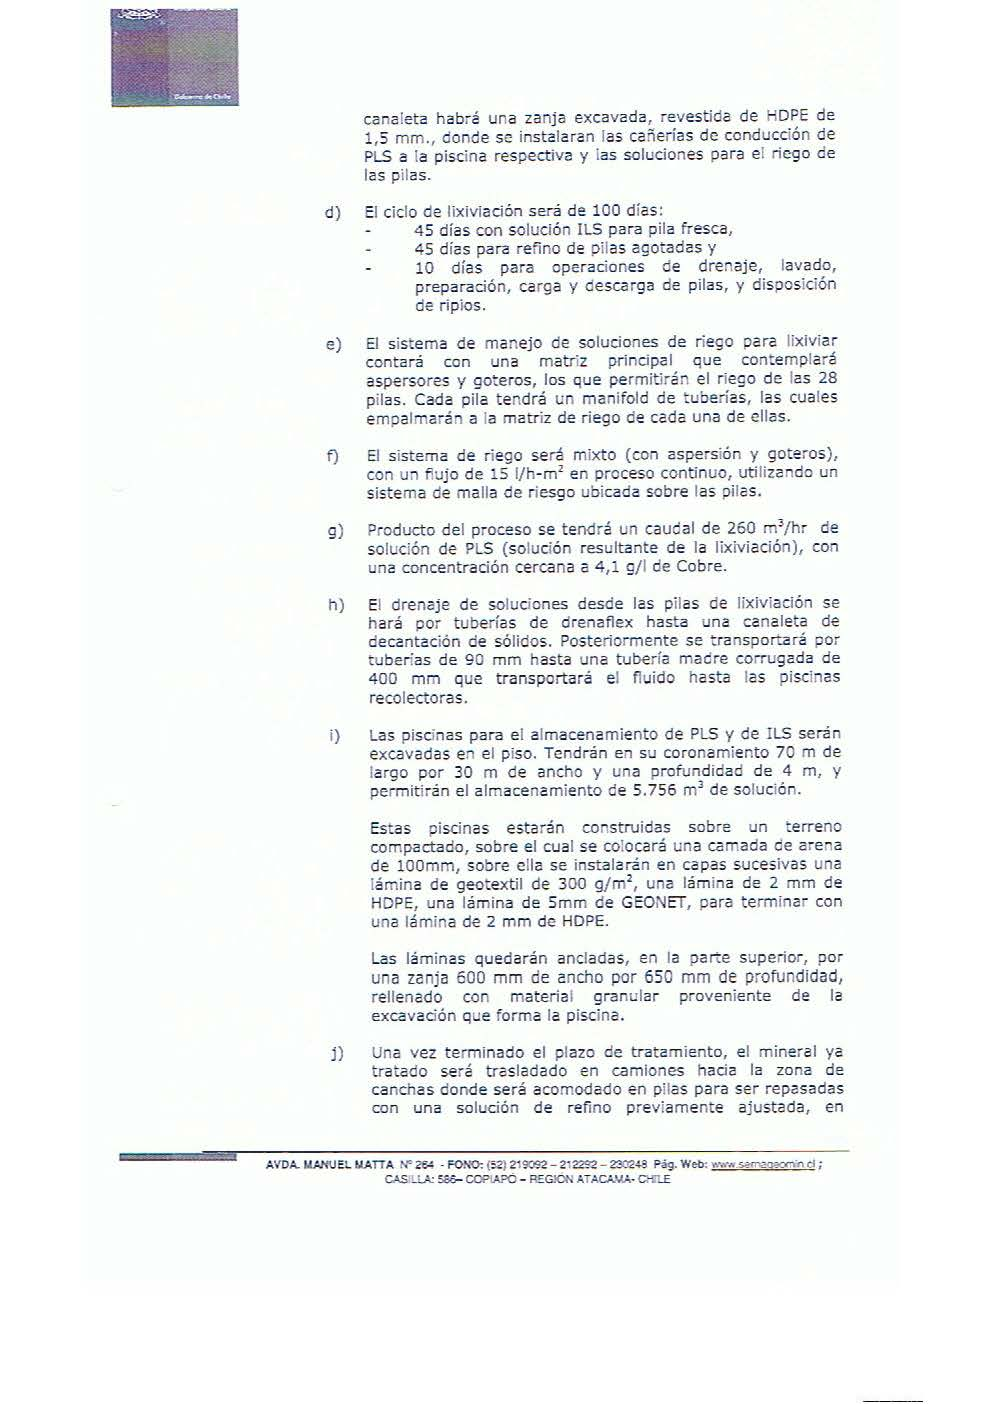 Gobierno de Chile
canaleta habrá una zanja excavada, revestida de HDPE de
1,5 mm., donde se instalaran las cañerías de conducción de
PLS a la piscina respectiva y las soluciones para el riego de
las pilas.
d) El ciclo de lixiviación será de 100 días:
- 45 días con solución ILS para pila fresca,
- 45 días para refino de pilas agotadas y
- 10 días para operaciones de drenaje, lavado,
preparación, carga y descarga de pilas, y disposición
de ripios.
e) El sistema de manejo de soluciones de riego para lixiviar
contará con una matriz principal que contemplará
aspersores y goteros, los que permitirán el riego de las 28
pilas. Cada pila tendrá un manifold de tuberías, las cuales
empalmarán a la matriz de riego de cada una de ellas.
f) El sistema de riego será mixto (con aspersión y goteros),
con un flujo de 15 l/h-m² en proceso continuo, utilizando un
sistema de malla de riesgo ubicada sobre las pilas.
g) Producto del proceso se tendrá un caudal de 260 m³/hr de
solución de PLS (solución resultante de la lixiviación), con
una concentración cercana a 4,1 g/l de Cobre.
h) El drenaje de soluciones desde las pilas de lixiviación se
hará por tuberías de drenaflex hasta una canaleta de
decantación de sólidos. Posteriormente se transportará por
tuberías de 90 mm hasta una tubería madre corrugada de
400 mm que transportará el fluido hasta las piscinas
recolectoras.
i) Las piscinas para el almacenamiento de PLS y de ILS serán
excavadas en el piso. Tendrán en su coronamiento 70 m de
largo por 30 m de ancho y una profundidad de 4 m, y
permitirán el almacenamiento de 5.756 m³ de solución.
Estas piscinas estarán construidas sobre un terreno
compactado, sobre el cual se colocará una camada de arena
de 100mm, sobre ella se instalarán en capas sucesivas una
lámina de geotextil de 300 g/m², una lámina de 2 mm de
HDPE, una lámina de 5mm de GEONET, para terminar con
una lámina de 2 mm de HDPE.
Las láminas quedarán ancladas, en la parte superior, por
una zanja 600 mm de ancho por 650 mm de profundidad,
rellenado con material granular proveniente de la
excavación que forma la piscina.
j) Una vez terminado el plazo de tratamiento, el mineral ya
tratado será trasladado en camiones hacia la zona de
canchas donde será acomodado en pilas para ser repasadas
con una solución de refino previamente ajustada, en
AVDA. MANUEL MATTA N° 264 - FONO: (52) 219092 – 212292 – 230248 Pág. Web: www.sernageomin.cl ;
CASILLA: 586– COPIAPO – REGION ATACAMA- CHILE